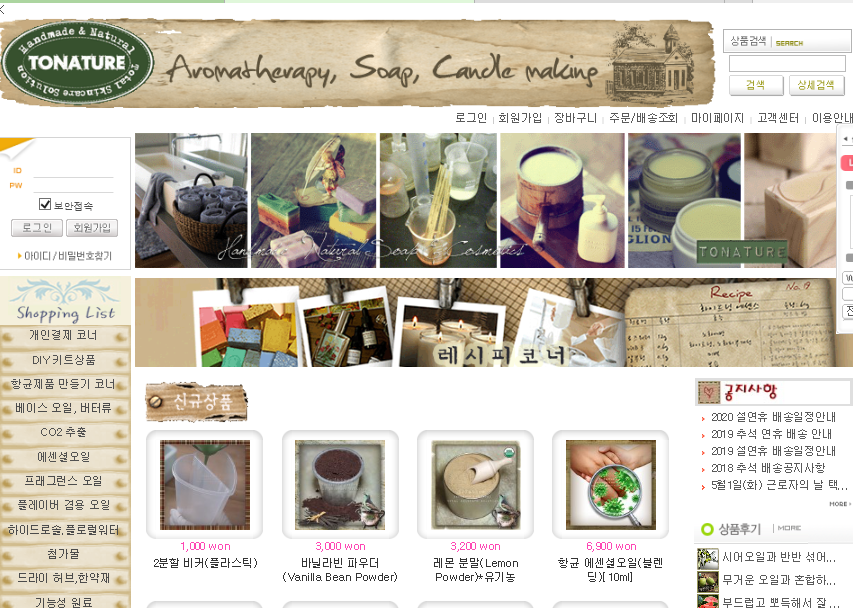 Handmade & Natural
TONATURE
Total Skincare Solution
Aromatherapy, Soap, Candle making
상품검색 | SEARCH
검색 상세검색
로그인 | 회원가입 | 장바구니 | 주문/배송조회 | 마이페이지 | 고객센터 | 이용안내
ID
PW
보안접속
로그인 회원가입
아이디/비밀번호찾기
Handmade Natural Soap & Cosmetics
TONATURE
Shopping List
개인결제 코너
DIY키트상품
항균제품 만들기 코너
베이스 오일, 버터류
CO2 추출
에센셜오일
프래그런스 오일
플레이버 겸용 오일
하이드로솔,플로럴워터
첨가물
드라이 허브,한약재
기능성 원료
레시피코너
Recipe No.9
신규상품
1,000 won
2분할 비커(플라스틱)
3,000 won
바닐라빈 파우더
(Vanilla Bean Powder)
3,200 won
레몬 분말(Lemon
Powder)<유기농
6,900 won
항균 에센셜오일(블렌
딩)[ 10ml]
공지사항
2020 설연휴 배송일정안내
2019 추석 연휴 배송 안내
2019 설연휴 배송일정안내
2018 추석 배송공지사항
5월1일(화) 근로자의 날 택...
MORE
상품후기 | MORE
시어오일과 반반 섞어...
무거운 오일과 혼합하...
부드럽고 뽀득해서 잘 ...